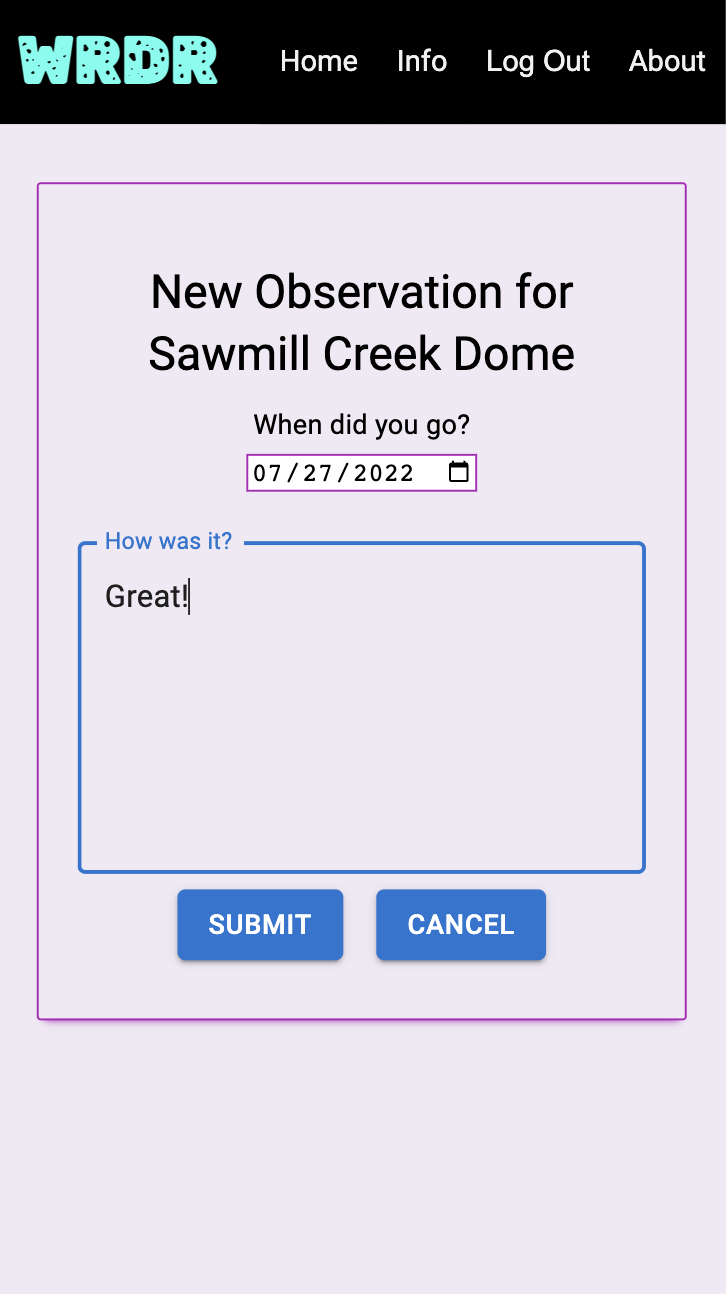 WRDR Home Info Log Out About
New Observation for
Sawmill Creek Dome
When did you go?
07/27/2022
How was it?
Great!
SUBMIT CANCEL